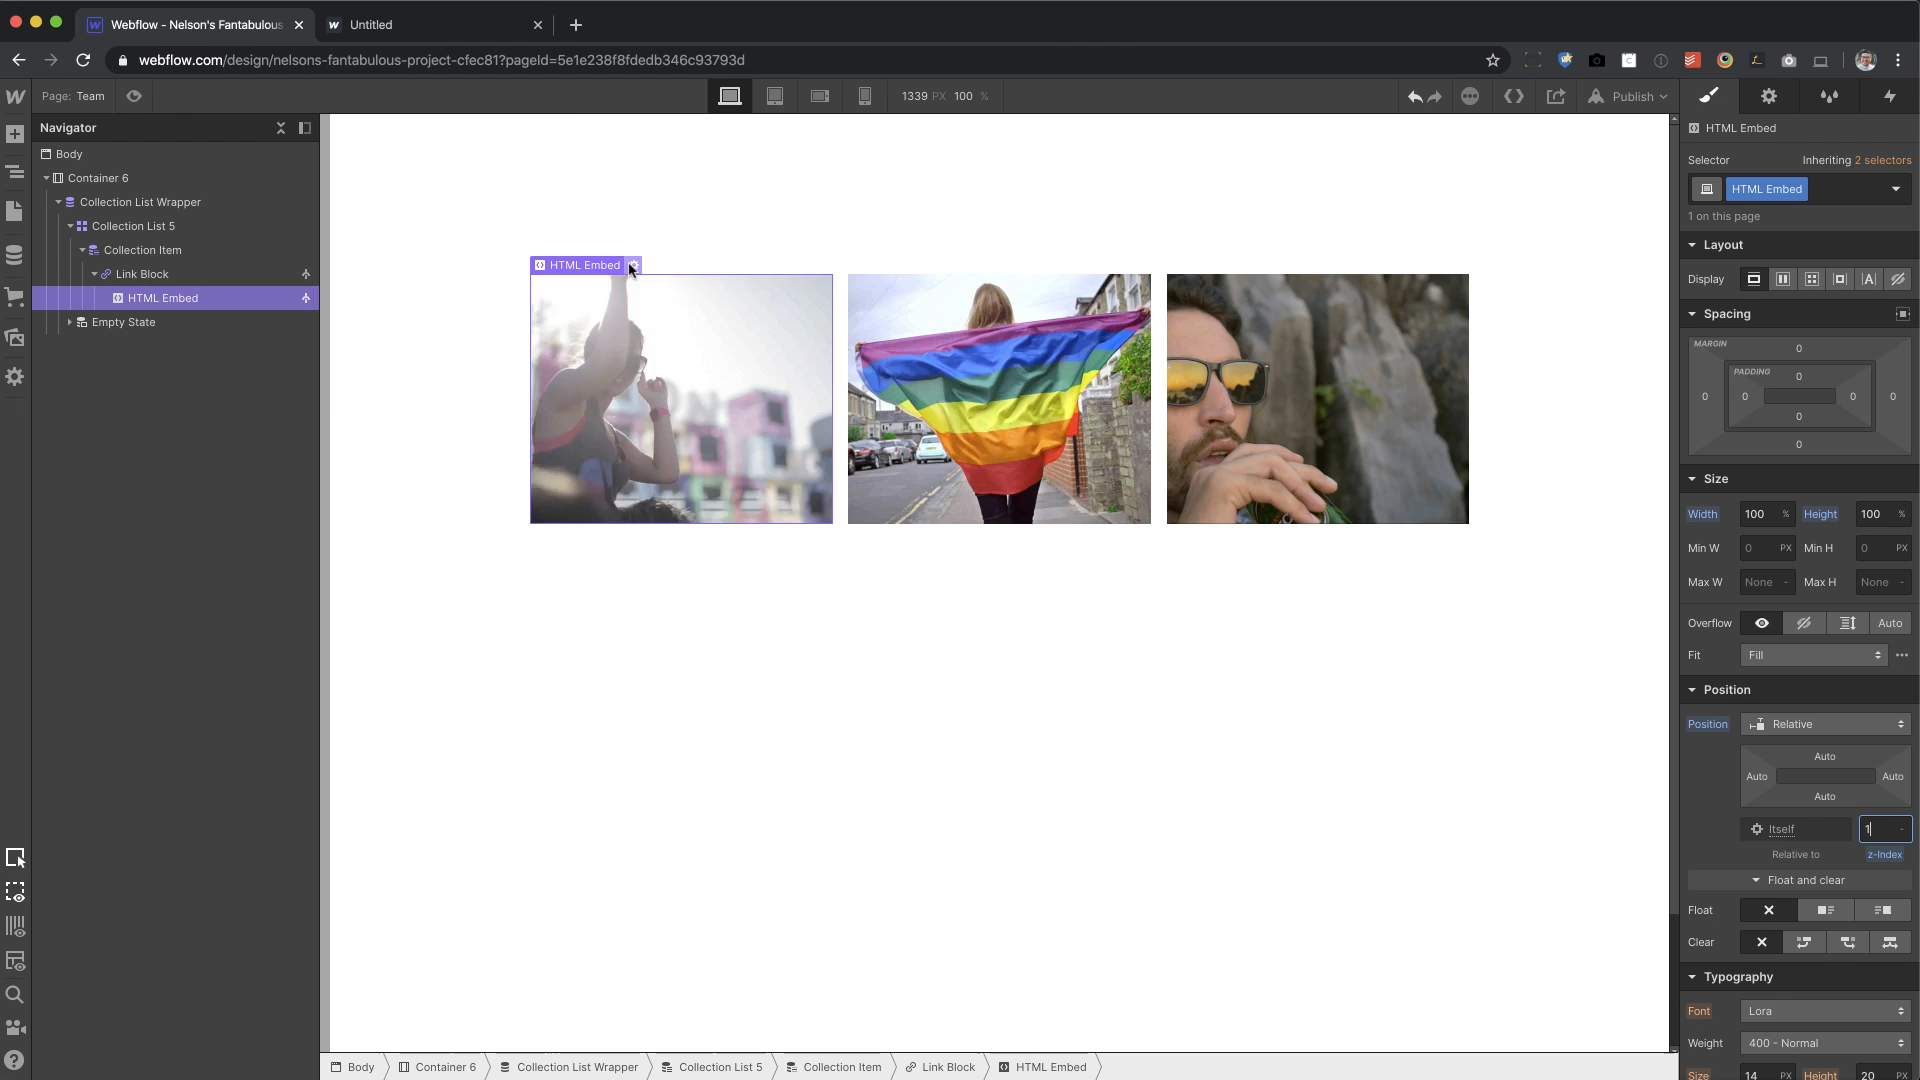 Webflow - Nelson's Fantabulous
Untitled
webflow.com/design/nelsons-fantabulous-project-cfec81?pageId=5e1e238f8fdedb346c93793d
Page: Team
1339 PX 100 %
Publish
Navigator
Body
Container 6
Collection List Wrapper
Collection List 5
Collection Item
Link Block
HTML Embed
Empty State
HTML Embed
HTML Embed
Selector
Inheriting 2 selectors
HTML Embed
1 on this page
Layout
Display
Spacing
MARGIN
0
PADDING
0
0 0 0 0
0
0
Size
Width 100 % Height 100 %
Min W 0 PX Min H 0 PX
Max W None - Max H None -
Overflow Auto
Fit Fill
Position
Position Relative
Auto
Auto Auto
Auto
Itself 1 -
Relative to z-Index
Float and clear
Float
Clear
Typography
Font Lora
Weight 400 - Normal
Size 14 PX Height 20 PX
Body Container 6 Collection List Wrapper Collection List 5 Collection Item Link Block HTML Embed